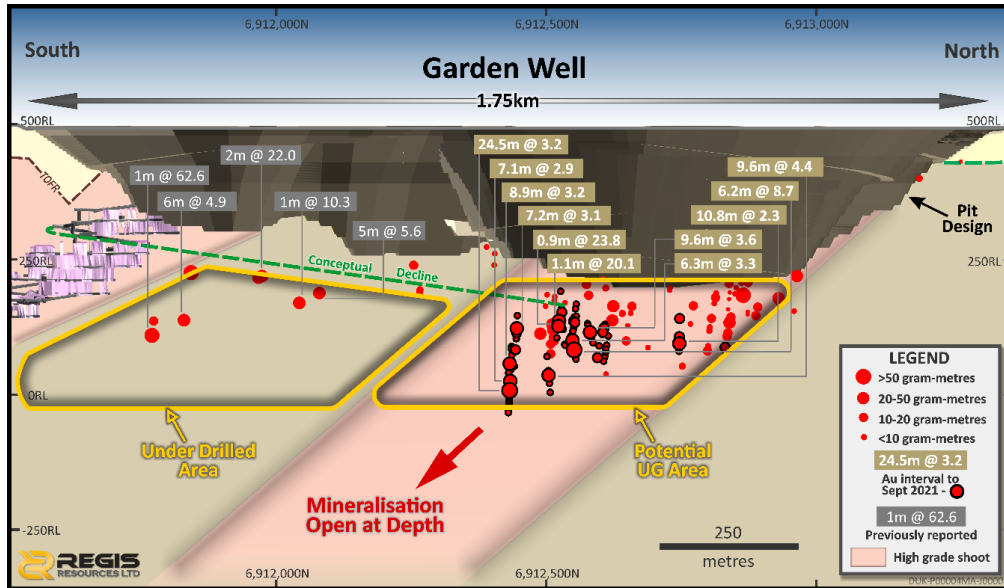 6,912,000N
6,912,500N
6,913,000N
South
North
Garden Well
1.75km
500RL
500RL
24.5m @ 3.2
7.1m @ 2.9
8.9m @ 3.2
7.2m @ 3.1
0.9m @ 23.8
1.1m @ 20.1
9.6m @ 4.4
6.2m @ 8.7
10.8m @ 2.3
9.6m @ 3.6
6.3m @ 3.3
2m @ 22.0
1m @ 62.6
6m @ 4.9
1m @ 10.3
5m @ 5.6
TOFR
Pit
Design
250RL
250RL
Conceptual
Decline
0RL
Under Drilled
Area
Potential
UG Area
Mineralisation
Open at Depth
-250RL
250
metres
LEGEND
>50 gram-metres
20-50 gram-metres
10-20 gram-metres
<10 gram-metres
24.5m @ 3.2
Au interval to
Sept 2021 -
1m @ 62.6
Previously reported
High grade shoot
REGIS
RESOURCES LTD
6,912,000N
6,912,500N
DUK-P00004MA-J0000